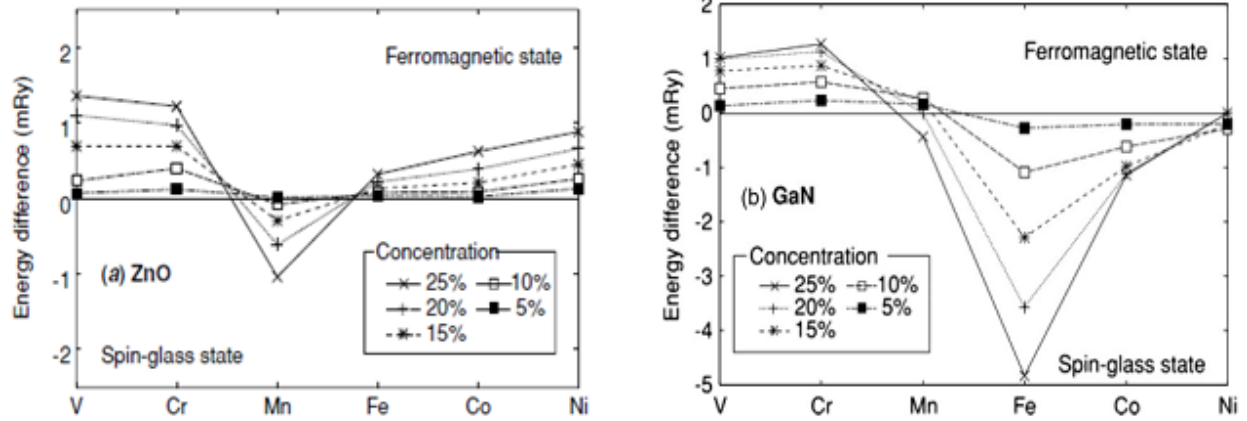 (a)
2
1
0
-1
-2
Energy difference (mRy)
Ferromagnetic state
(a) ZnO
Spin-glass state
Concentration
25%
10%
20%
5%
15%
V Cr Mn Fe Co Ni
(b)
2
1
0
-1
-2
-3
-4
-5
Energy difference (mRy)
Ferromagnetic state
(b) GaN
Concentration
25%
10%
20%
5%
15%
Spin-glass state
V Cr Mn Fe Co Ni